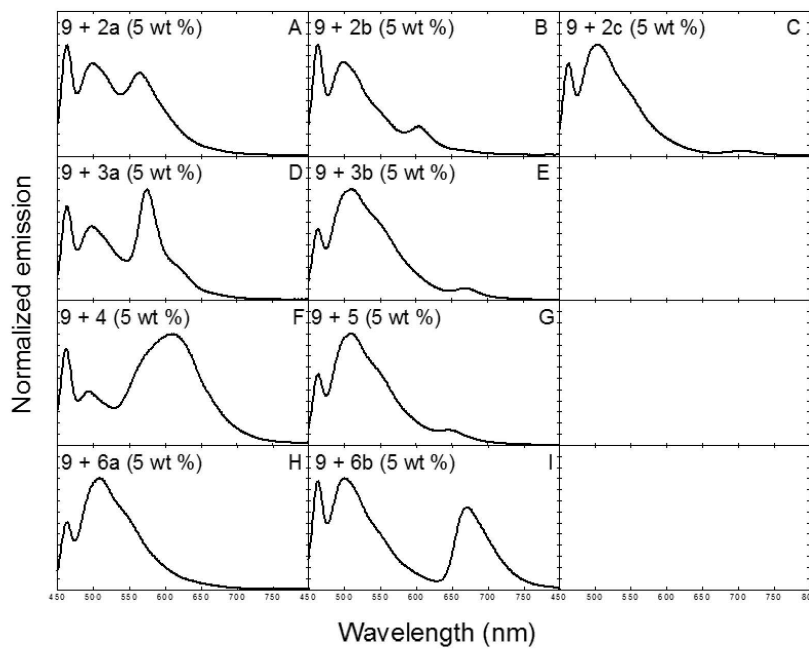 9 + 2a (5 wt %) A
9 + 2b (5 wt %) B
9 + 2c (5 wt %) C
9 + 3a (5 wt %) D
9 + 3b (5 wt %) E
9 + 4 (5 wt %) F
9 + 5 (5 wt %) G
9 + 6a (5 wt %) H
9 + 6b (5 wt %) I
Normalized emission
450 500 550 600 650 700 750 450 500 550 600 650 700 750 450 500 550 600 650 700 750 800
Wavelength (nm)